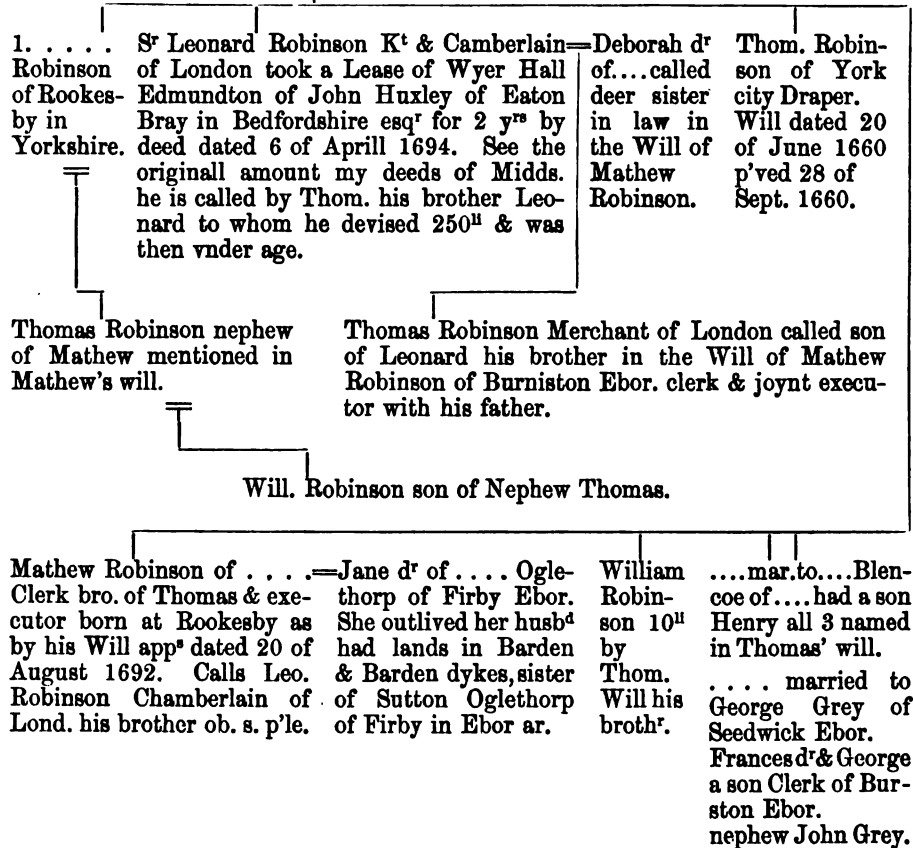 1. . . . .
Robinson
of Rookes-
by in
Yorkshire.
Sʳ Leonard Robinson Kᵗ & Camberlain=
of London took a Lease of Wyer Hall
Edmundton of John Huxley of Eaton
Bray in Bedfordshire esqʳ for 2 yʳˢ by
deed dated 6 of April 1694. See the
originall amount my deeds of Midds.
he is called by Thom. his brother Leo-
nard to whom he devised 250ˡⁱ & was
then vnder age.
Deborah dʳ
of....called
deer sister
in law in
the Will of
Mathew
Robinson.
Thom. Robin-
son of York
city Draper.
Will dated 20
of June 1660
p'ved 28 of
Sept. 1660.
Thomas Robinson nephew
of Mathew mentioned in
Mathew's will.
Thomas Robinson Merchant of London called son
of Leonard his brother in the Will of Mathew
Robinson of Burniston Ebor. clerk & joynt execu-
tor with his father.
Will. Robinson son of Nephew Thomas.
Mathew Robinson of . . . .=
Clerk bro. of Thomas & exe-
cutor born at Rookesby as
by his Will appˢ dated 20 of
August 1692. Calls Leo.
Robinson Chamberlain of
Lond. his brother ob. s. p'le.
Jane dʳ of . . . . Ogle-
thorp of Firby Ebor.
She outlived her husbᵈ
had lands in Barden
& Barden dykes, sister
of Sutton Oglethorp
of Firby in Ebor ar.
William
Robin-
son 10ˡⁱ
by
Thom.
Will his
brothʳ.
....mar.to....Blen-
coe of....had a son
Henry all 3 named
in Thomas' will.
. . . . married to
George Grey of
Seedwick Ebor.
Frances dʳ & George
a son Clerk of Bur-
ston Ebor.
nephew John Grey.